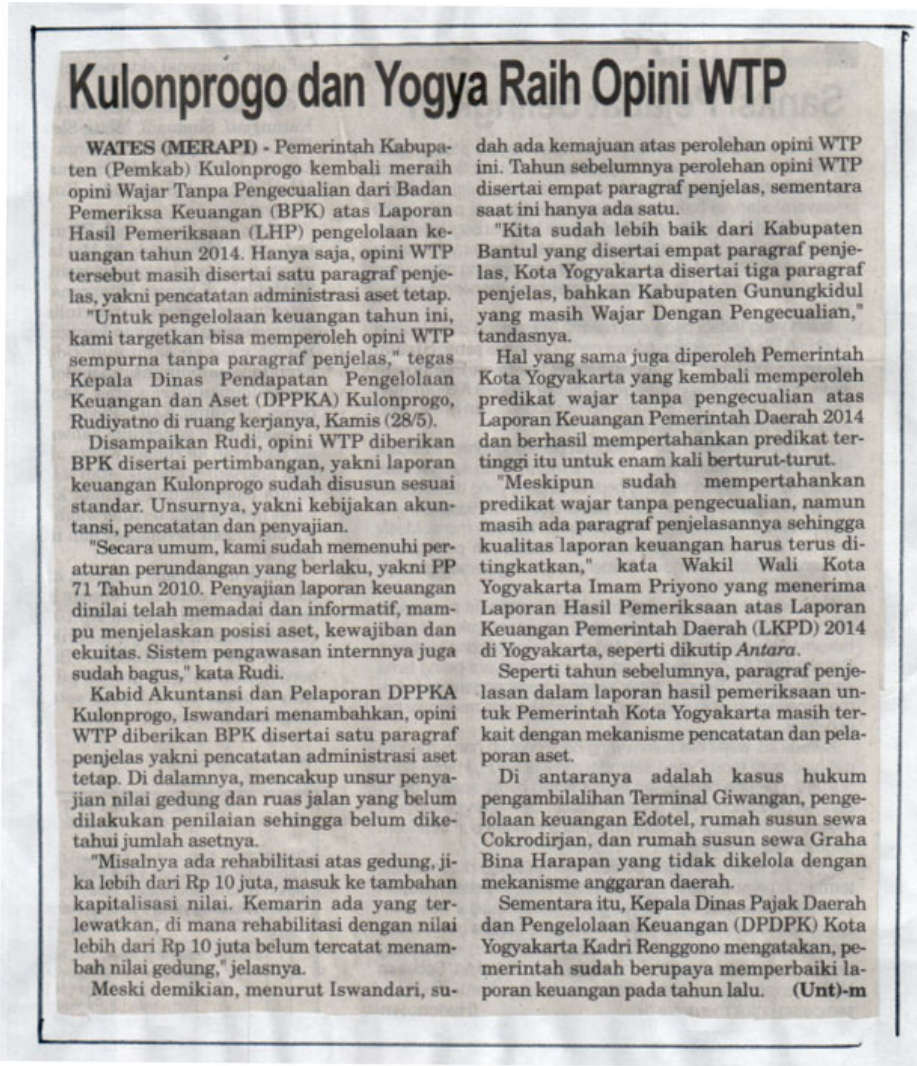 Kulonprogo dan Yogya Raih Opini WTP
WATES (MERAPI) - Pemerintah Kabupa-
ten (Pemkab) Kulonprogo kembali meraih
opini Wajar Tanpa Pengecualian dari Badan
Pemeriksa Keuangan (BPK) atas Laporan
Hasil Pemeriksaan (LHP) pengelolaan ke-
uangan tahun 2014. Hanya saja, opini WTP
tersebut masih disertai satu paragraf penje-
las, yakni pencatatan administrasi aset tetap.
"Untuk pengelolaan keuangan tahun ini,
kami targetkan bisa memperoleh opini WTP
sempurna tanpa paragraf penjelas," tegas
Kepala Dinas Pendapatan Pengelolaan
Keuangan dan Aset (DPPKA) Kulonprogo,
Rudiyatno di ruang kerjanya, Kamis (28/5).
Disampaikan Rudi, opini WTP diberikan
BPK disertai pertimbangan, yakni laporan
keuangan Kulonprogo sudah disusun sesuai
standar. Unsurnya, yakni kebijakan akun-
tansi, pencatatan dan penyajian.
"Secara umum, kami sudah memenuhi per-
aturan perundangan yang berlaku, yakni PP
71 Tahun 2010. Penyajian laporan keuangan
dinilai telah memadai dan informatif, mam-
pu menjelaskan posisi aset, kewajiban dan
ekuitas. Sistem pengawasan internnya juga
sudah bagus," kata Rudi.
Kabid Akuntansi dan Pelaporan DPPKA
Kulonprogo, Iswandari menambahkan, opini
WTP diberikan BPK disertai satu paragraf
penjelas yakni pencatatan administrasi aset
tetap. Di dalamnya, mencakup unsur penya-
jian nilai gedung dan ruas jalan yang belum
dilakukan penilaian sehingga belum dike-
tahui jumlah asetnya.
"Misalnya ada rehabilitasi atas gedung, ji-
ka lebih dari Rp 10 juta, masuk ke tambahan
kapitalisasi nilai. Kemarin ada yang ter-
lewatkan, di mana rehabilitasi dengan nilai
lebih dari Rp 10 juta belum tercatat menam-
bah nilai gedung," jelasnya.
Meski demikian, menurut Iswandari, su-
dah ada kemajuan atas perolehan opini WTP
ini. Tahun sebelumnya perolehan opini WTP
disertai empat paragraf penjelas, sementara
saat ini hanya ada satu.
"Kita sudah lebih baik dari Kabupaten
Bantul yang disertai empat paragraf penje-
las, Kota Yogyakarta disertai tiga paragraf
penjelas, bahkan Kabupaten Gunungkidul
yang masih Wajar Dengan Pengecualian,"
tandasnya.
Hal yang sama juga diperoleh Pemerintah
Kota Yogyakarta yang kembali memperoleh
predikat wajar tanpa pengecualian atas
Laporan Keuangan Pemerintah Daerah 2014
dan berhasil mempertahankan predikat ter-
tinggi itu untuk enam kali berturut-turut.
"Meskipun sudah mempertahankan
predikat wajar tanpa pengecualian, namun
masih ada paragraf penjelasannya sehingga
kualitas laporan keuangan harus terus di-
tingkatkan," kata Wakil Wali Kota
Yogyakarta Imam Priyono yang menerima
Laporan Hasil Pemeriksaan atas Laporan
Keuangan Pemerintah Daerah (LKPD) 2014
di Yogyakarta, seperti dikutip Antara.
Seperti tahun sebelumnya, paragraf penje-
lasan dalam laporan hasil pemeriksaan un-
tuk Pemerintah Kota Yogyakarta masih ter-
kait dengan mekanisme pencatatan dan pela-
poran aset.
Di antaranya adalah kasus hukum
pengambilalihan Terminal Giwangan, penge-
lolaan keuangan Edotel, rumah susun sewa
Cokrodirjan, dan rumah susun sewa Graha
Bina Harapan yang tidak dikelola dengan
mekanisme anggaran daerah.
Sementara itu, Kepala Dinas Pajak Daerah
dan Pengelolaan Keuangan (DPDPK) Kota
Yogyakarta Kadri Renggono mengatakan, pe-
merintah sudah berupaya memperbaiki la-
poran keuangan pada tahun lalu. (Unt)-m